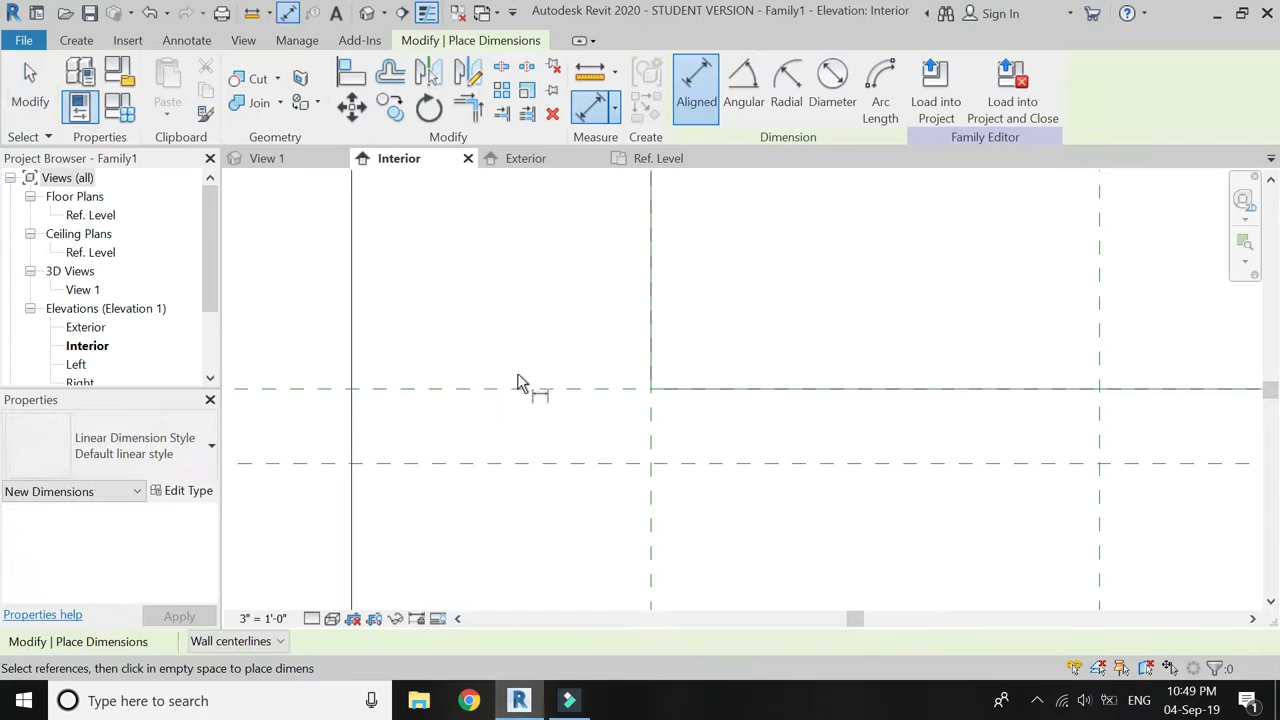 Autodesk Revit 2020 - STUDENT VERSION - Family1 - Elevation: Interior
Sign In
File Create Insert Annotate View Manage Add-Ins Modify | Place Dimensions
Modify Paste Cut Join Aligned Angular Radial Diameter Arc Length Load into Project Load into Project and Close
Select Properties Clipboard Geometry Modify Measure Create Dimension Family Editor
Project Browser - Family1
View 1 Interior Exterior Ref. Level
Views (all)
Floor Plans
Ref. Level
Ceiling Plans
Ref. Level
3D Views
View 1
Elevations (Elevation 1)
Exterior
Interior
Left
Right
Properties
Linear Dimension Style
Default linear style
New Dimensions Edit Type
Properties help Apply
3" = 1'-0"
Modify | Place Dimensions Wall centerlines
Select references, then click in empty space to place dimens
:0
Type here to search
ENG
10:49 PM
04-Sep-19
1